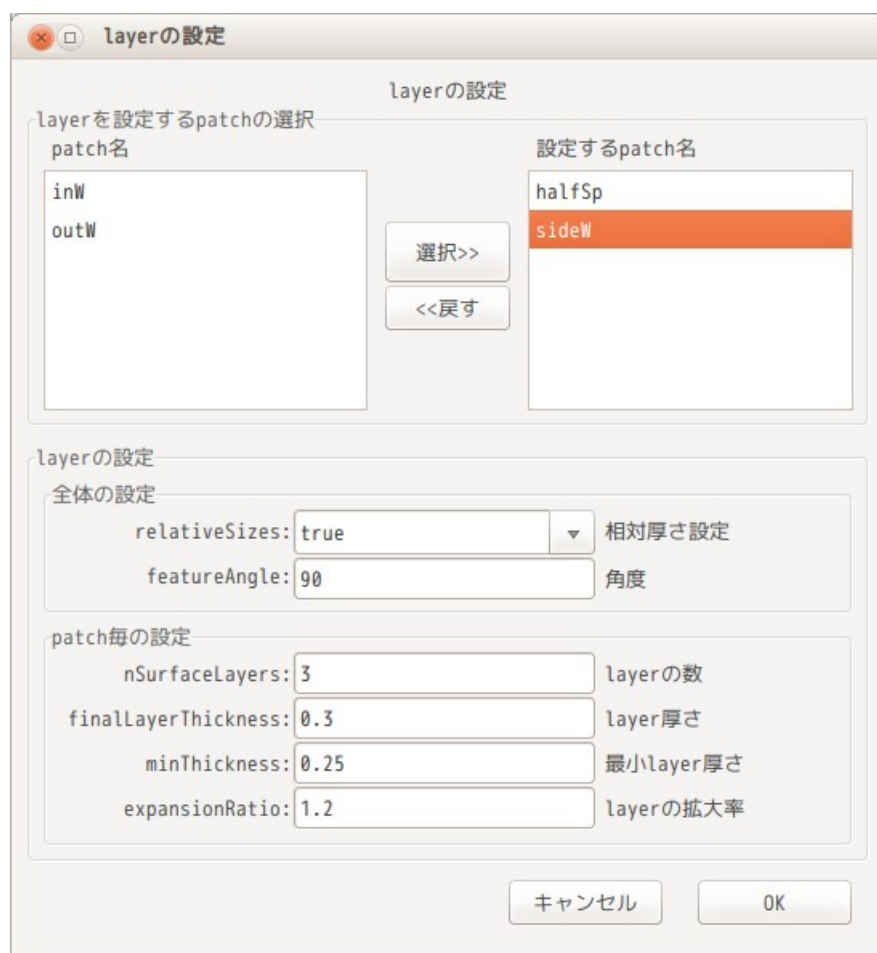 layerの設定
layerの設定
layerを設定するpatchの選択
patch名
inW
outW
選択>>
<<戻す
設定するpatch名
halfSp
sideW
layerの設定
全体の設定
relativeSizes: true 相対厚さ設定
featureAngle: 90 角度
patch毎の設定
nSurfaceLayers: 3 layerの数
finalLayerThickness: 0.3 layer厚さ
minThickness: 0.25 最小layer厚さ
expansionRatio: 1.2 layerの拡大率
キャンセル OK